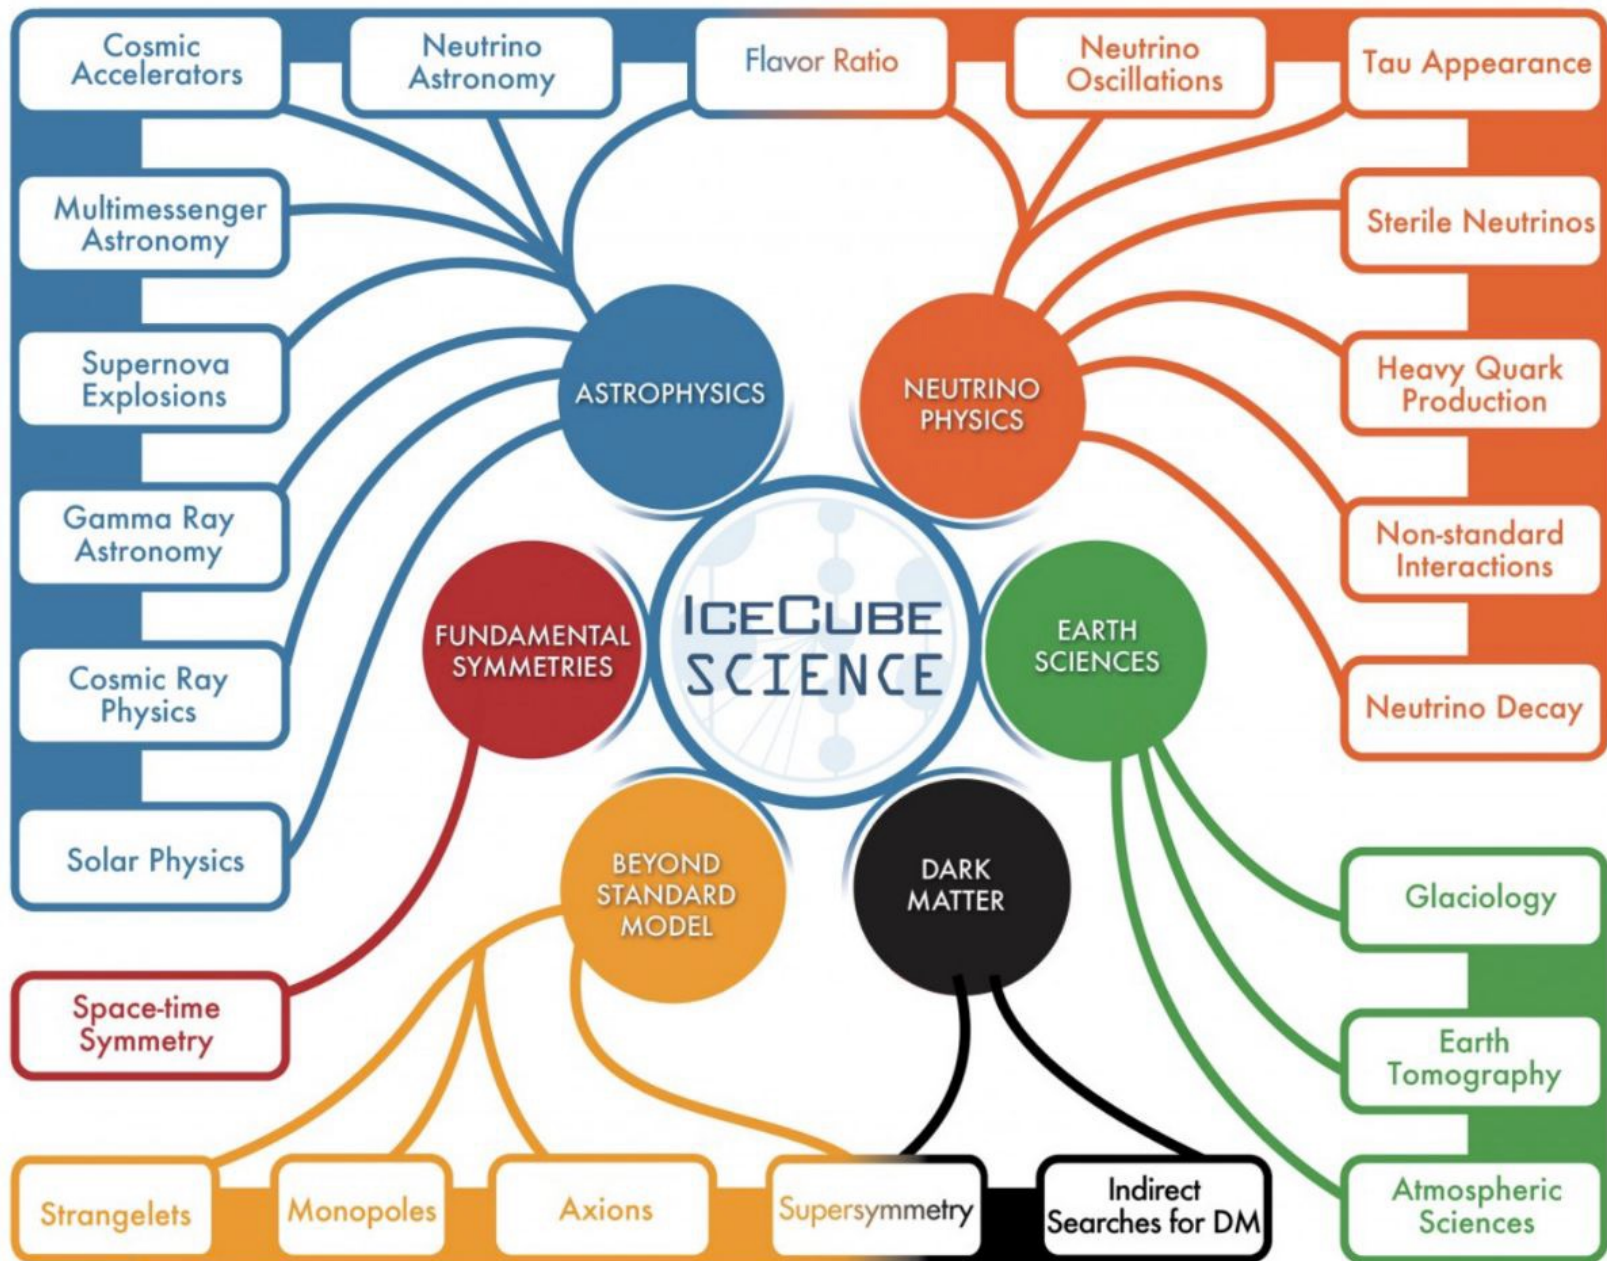 Cosmic
Accelerators
Neutrino
Astronomy
Flavor Ratio
Neutrino
Oscillations
Tau Appearance
Multimessenger
Astronomy
Sterile Neutrinos
Supernova
Explosions
ASTROPHYSICS
NEUTRINO
PHYSICS
Heavy Quark
Production
Gamma Ray
Astronomy
Non-standard
Interactions
FUNDAMENTAL
SYMMETRIES
ICECUBE
SCIENCE
EARTH
SCIENCES
Cosmic Ray
Physics
Neutrino Decay
Solar Physics
BEYOND
STANDARD
MODEL
DARK
MATTER
Glaciology
Space-time
Symmetry
Earth
Tomography
Strangelets
Monopoles
Axions
Supersymmetry
Indirect
Searches for DM
Atmospheric
Sciences